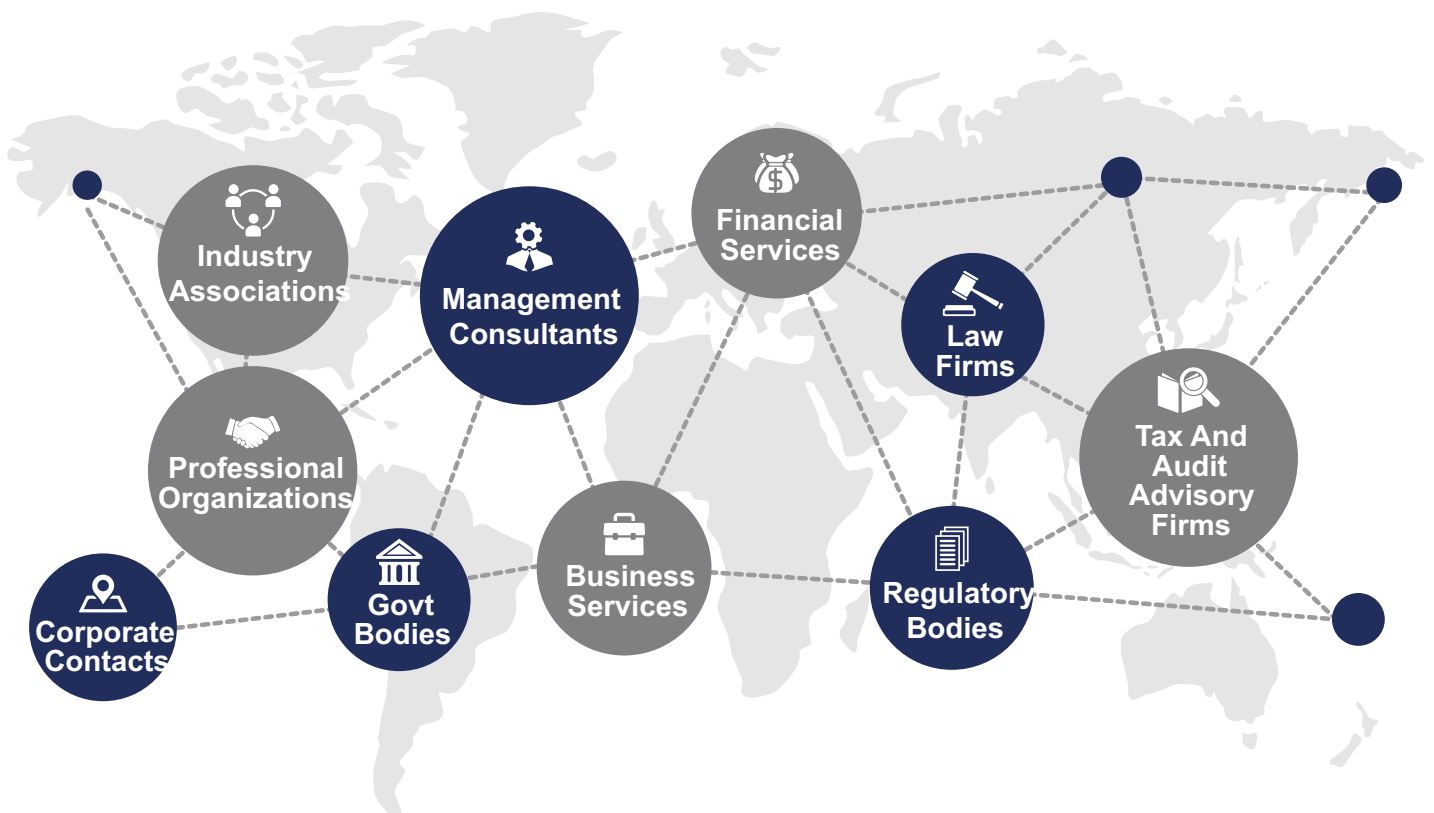 Industry
Associations
Management
Consultants
Financial
Services
Law
Firms
Professional
Organizations
Tax And
Audit
Advisory
Firms
Corporate
Contacts
Govt
Bodies
Business
Services
Regulatory
Bodies
$